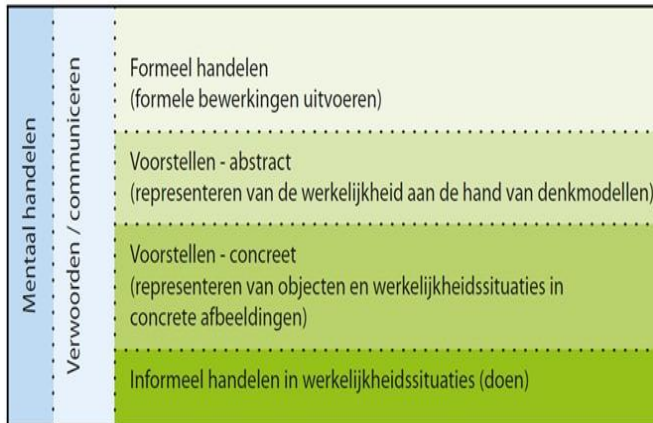 Mentaal handelen
Verwoorden / communiceren
Formeel handelen
(formele bewerkingen uitvoeren)
Voorstellen - abstract
(representeren van de werkelijkheid aan de hand van denkmodellen)
Voorstellen - concreet
(representeren van objecten en werkelijkheidssituaties in
concrete afbeeldingen)
Informeel handelen in werkelijkheidssituaties (doen)